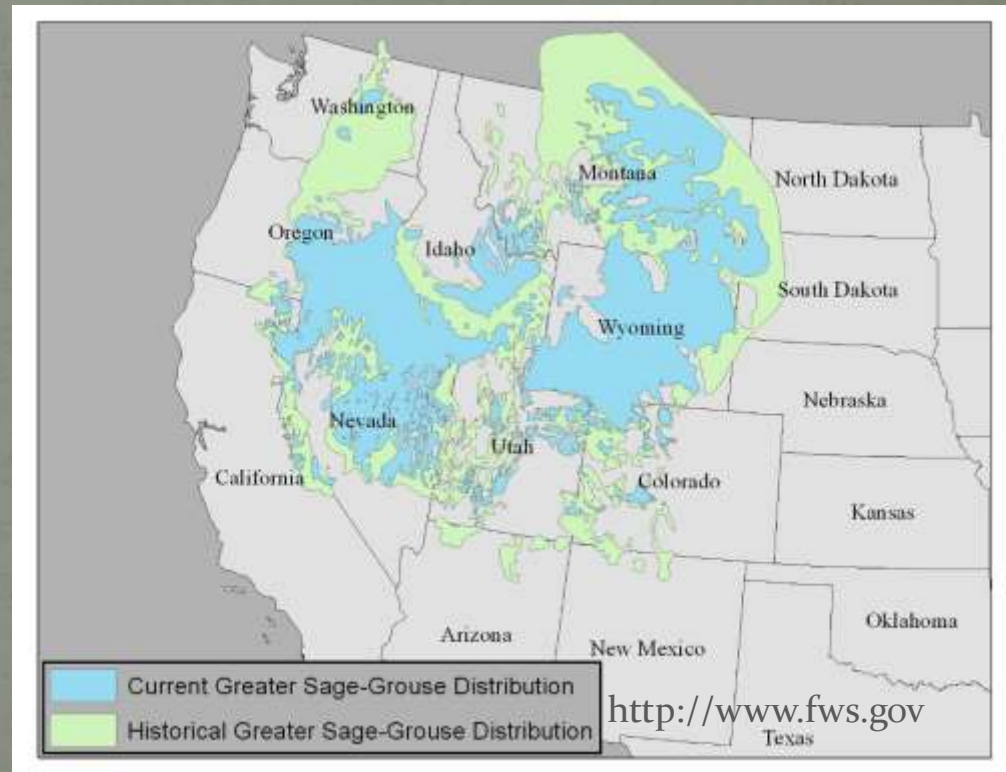 Washington
Montana
North Dakota
Oregon
Idaho
South Dakota
Wyoming
Nebraska
Nevada
Utah
California
Colorado
Kansas
Oklahoma
Arizona
New Mexico
Texas
Current Greater Sage-Grouse Distribution
Historical Greater Sage-Grouse Distribution
http://www.fws.gov